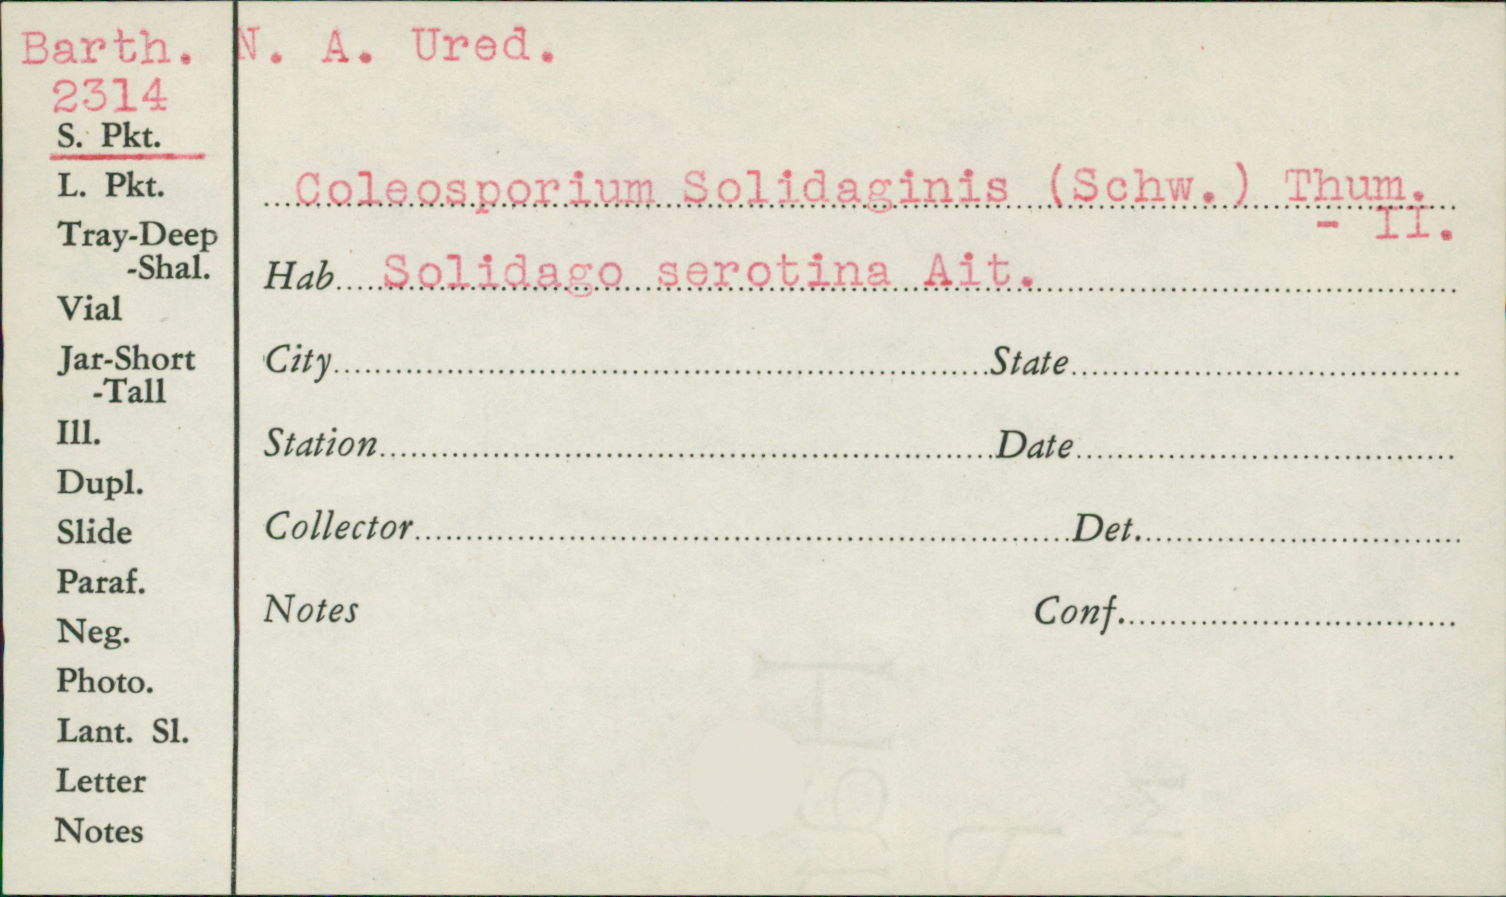 Barth. N. A. Ured.
2314
S. Pkt.
L. Pkt.
Tray-Deep
-Shal.
Vial
Jar-Short
-Tall
Ill.
Dupl.
Slide
Paraf.
Neg.
Photo.
Lant. Sl.
Letter
Notes
Coleosporium Solidaginis (Schw.) Thum.
- II.
Hab. Solidago serotina Ait.
City State
Station Date
Collector Det.
Notes Conf.